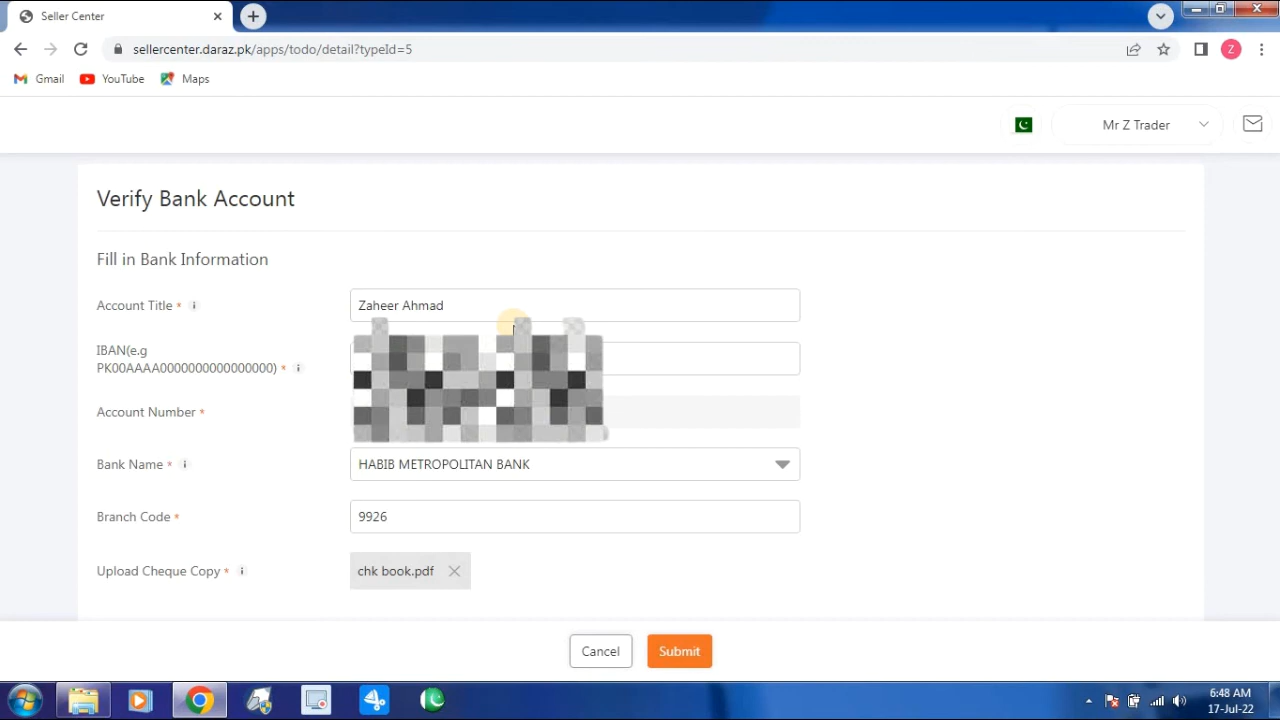 Seller Center
sellercenter.daraz.pk/apps/todo/detail?typeId=5
Z
Gmail
YouTube
Maps
Mr Z Trader
Verify Bank Account
Fill in Bank Information
Account Title *
Zaheer Ahmad
IBAN(e.g
PK00AAAA0000000000000000) *
Account Number *
Bank Name *
HABIB METROPOLITAN BANK
Branch Code *
9926
Upload Cheque Copy *
chk book.pdf
Cancel
Submit
6:48 AM
17-Jul-22